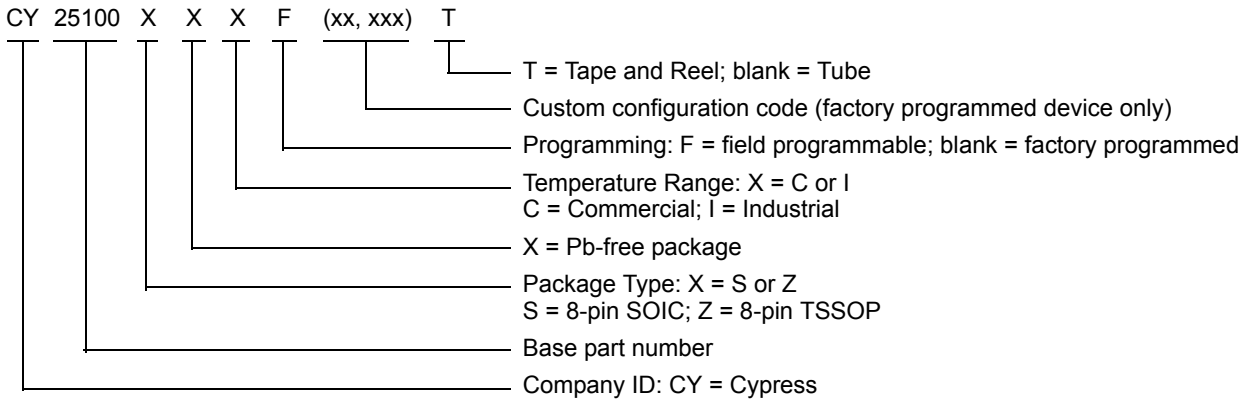 CY 25100 X X X F (xx, xxx) T
T = Tape and Reel; blank = Tube
Custom configuration code (factory programmed device only)
Programming: F = field programmable; blank = factory programmed
Temperature Range: X = C or I
C = Commercial; I = Industrial
X = Pb-free package
Package Type: X = S or Z
S = 8-pin SOIC; Z = 8-pin TSSOP
Base part number
Company ID: CY = Cypress